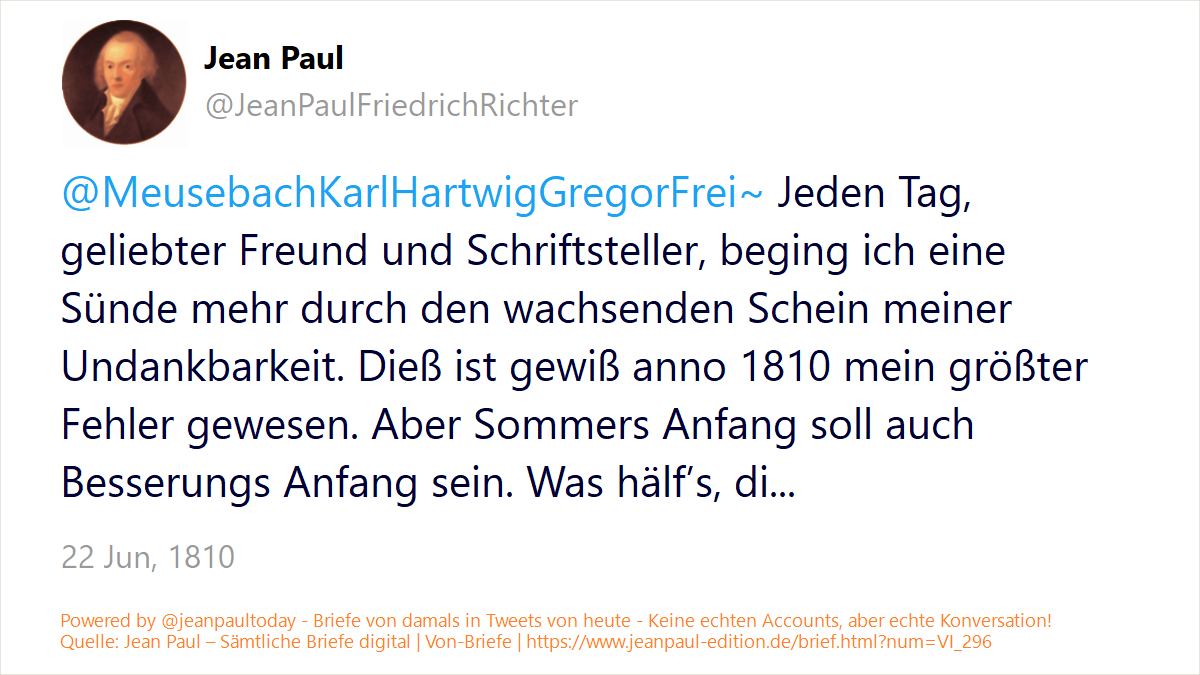 Jean Paul
@JeanPaulFriedrichRichter
@MeusebachKarlHartwigGregorFrei~ Jeden Tag,
geliebter Freund und Schriftsteller, beging ich eine
Sünde mehr durch den wachsenden Schein meiner
Undankbarkeit. Dieß ist gewiß anno 1810 mein größter
Fehler gewesen. Aber Sommers Anfang soll auch
Besserungs Anfang sein. Was hälf’s, di...
22 Jun, 1810
Powered by @jeanpaultoday - Briefe von damals in Tweets von heute - Keine echten Accounts, aber echte Konversation!
Quelle: Jean Paul – Sämtliche Briefe digital | Von-Briefe | https://www.jeanpaul-edition.de/brief.html?num=VI_296